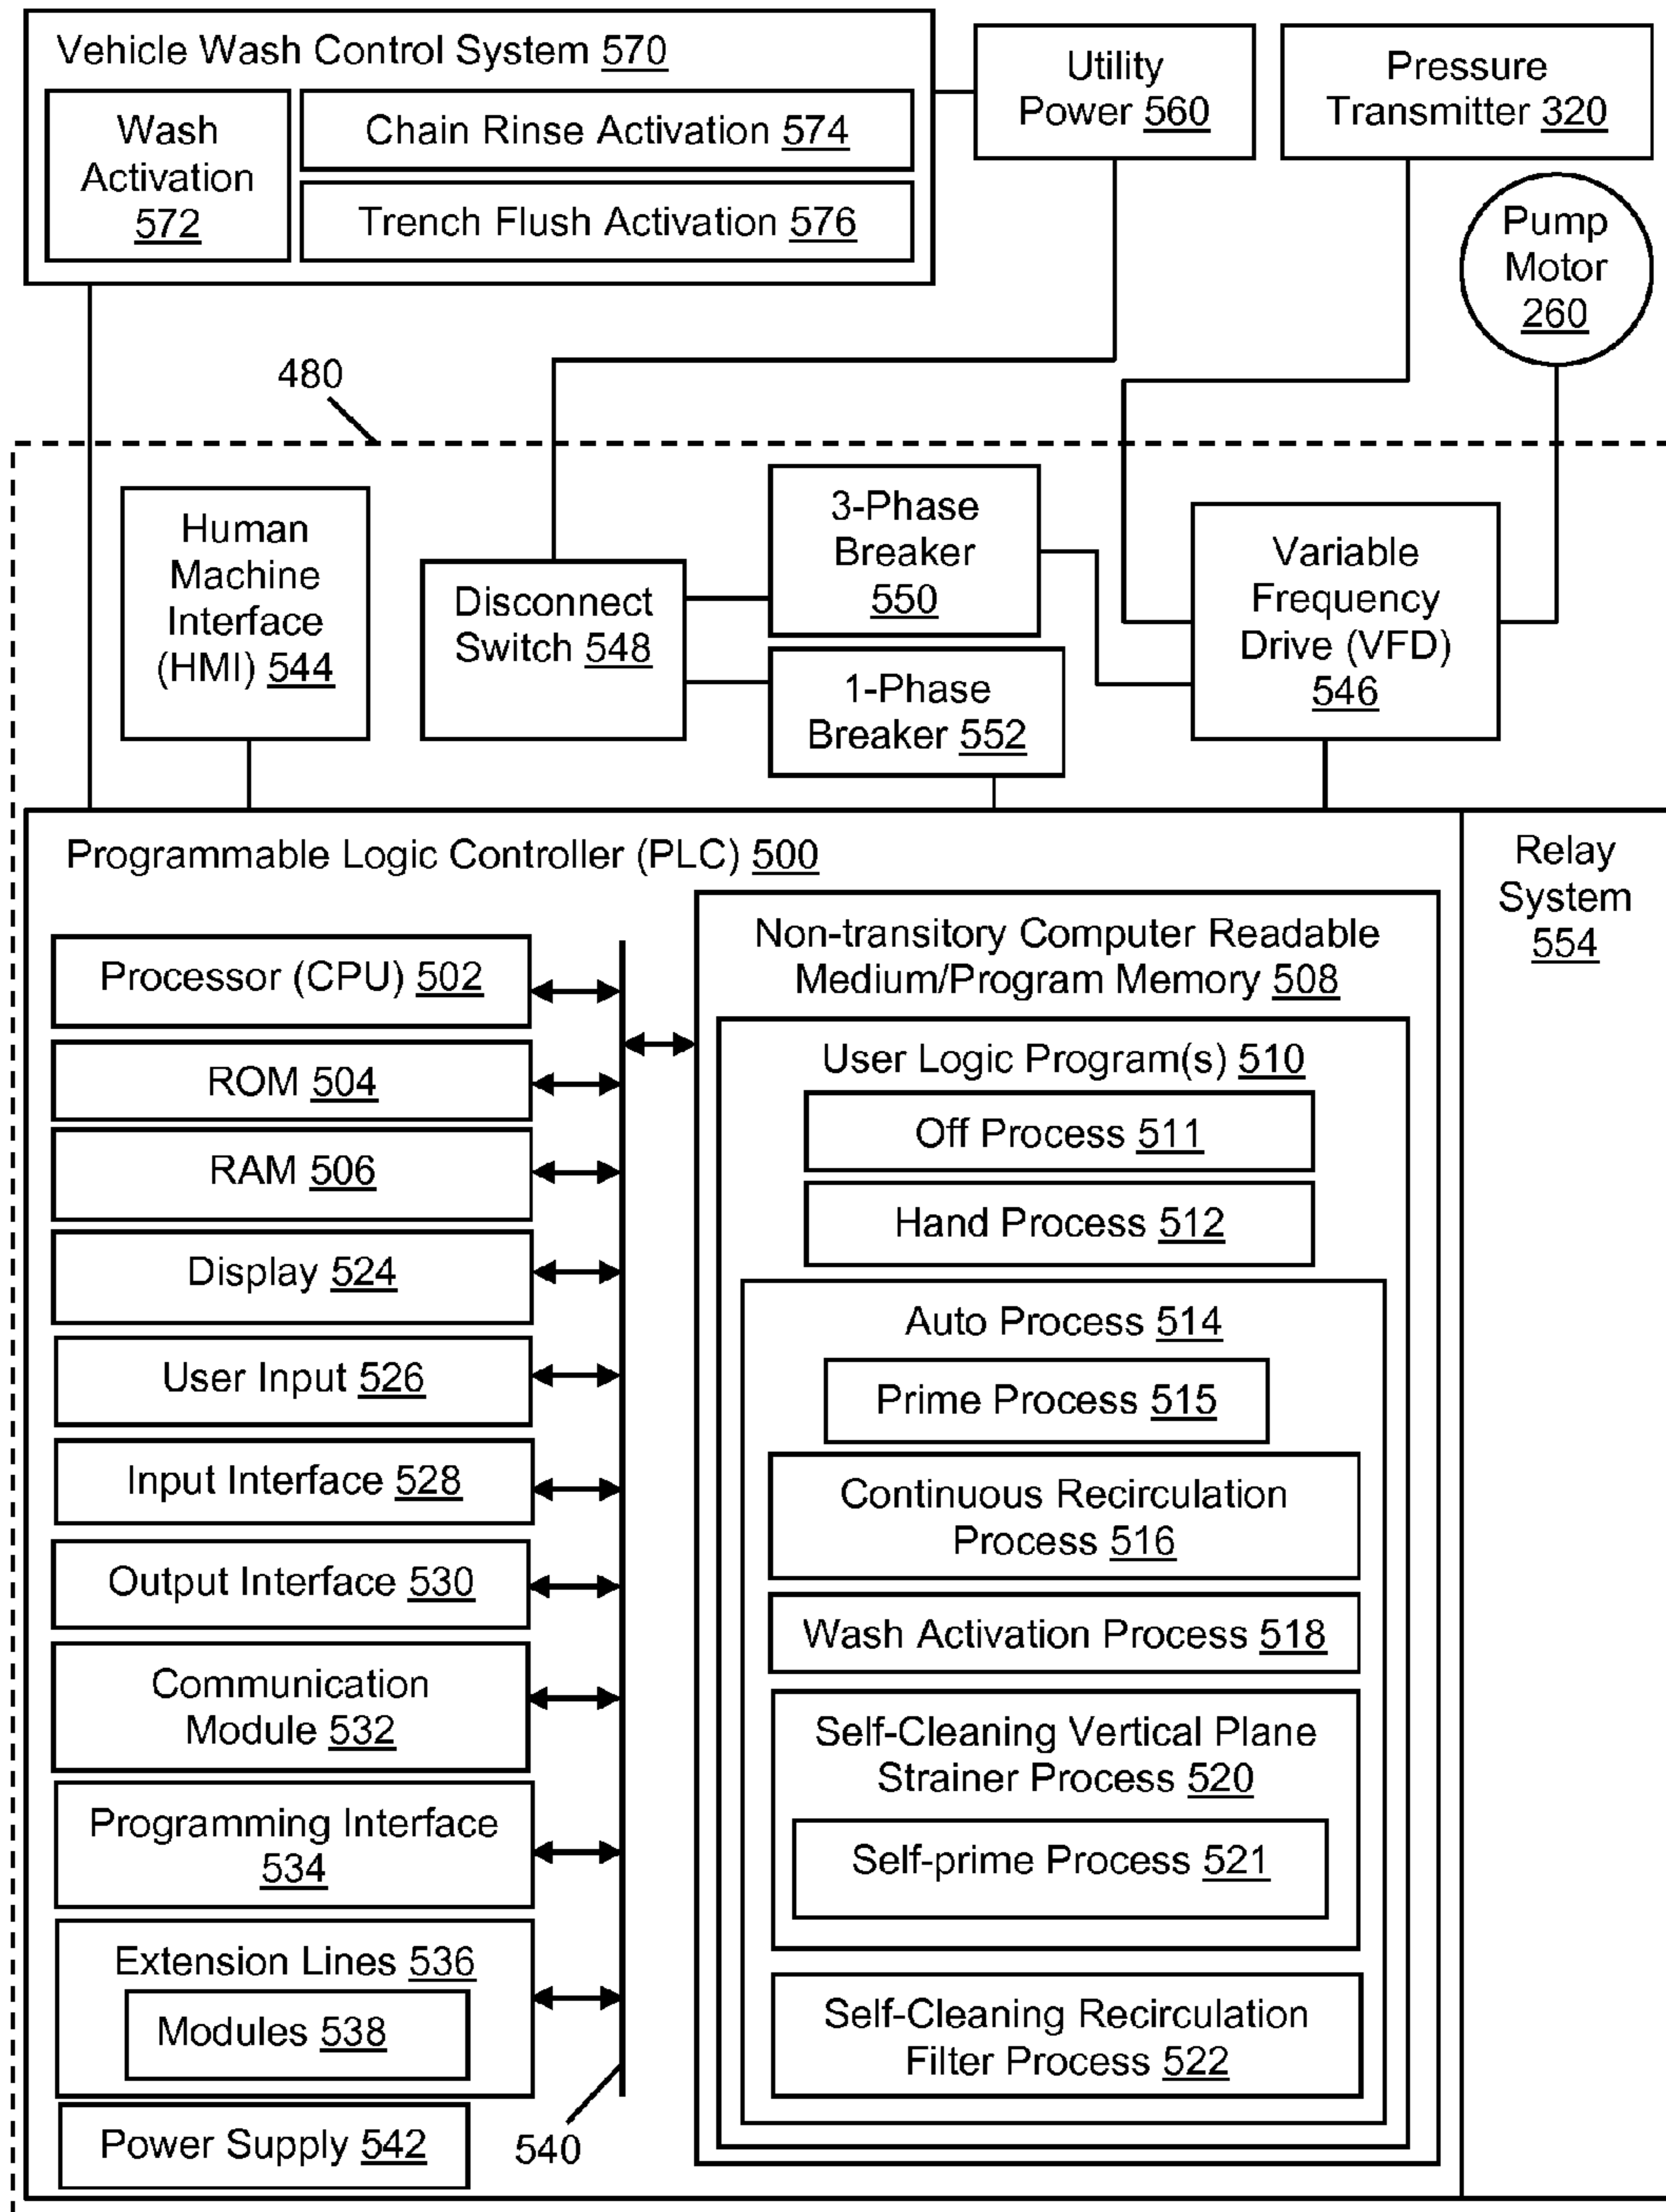 Vehicle Wash Control System 570
Wash
Activation
572
Chain Rinse Activation 574
Trench Flush Activation 576
Utility
Power 560
Pressure
Transmitter 320
Pump
Motor
260
480
Human
Machine
Interface
(HMI) 544
Disconnect
Switch 548
3-Phase
Breaker
550
1-Phase
Breaker 552
Variable
Frequency
Drive (VFD)
546
Programmable Logic Controller (PLC) 500
Relay
System
554
Processor (CPU) 502
ROM 504
RAM 506
Display 524
User Input 526
Input Interface 528
Output Interface 530
Communication
Module 532
Programming Interface
534
Extension Lines 536
Modules 538
Power Supply 542
540
Non-transitory Computer Readable
Medium/Program Memory 508
User Logic Program(s) 510
Off Process 511
Hand Process 512
Auto Process 514
Prime Process 515
Continuous Recirculation
Process 516
Wash Activation Process 518
Self-Cleaning Vertical Plane
Strainer Process 520
Self-prime Process 521
Self-Cleaning Recirculation
Filter Process 522